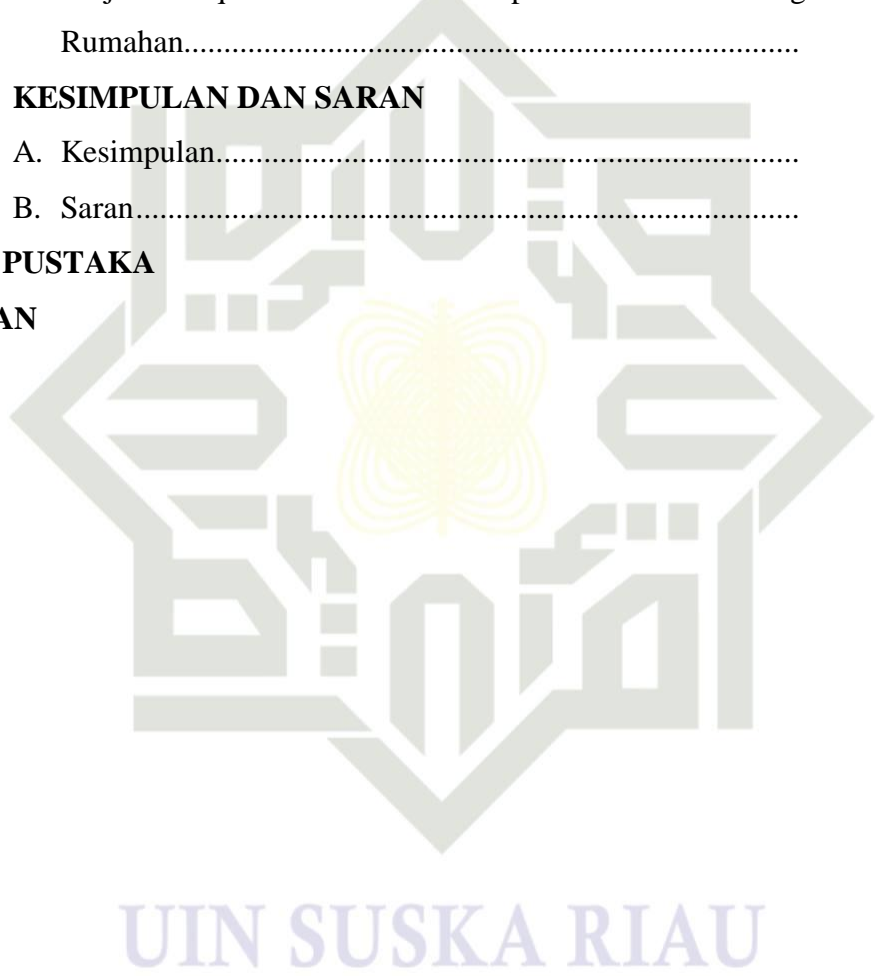 Rumahan......................................................................
KESIMPULAN DAN SARAN
A. Kesimpulan......................................................................
B. Saran......................................................................
PUSTAKA
AN
UIN SUSKA RIAU